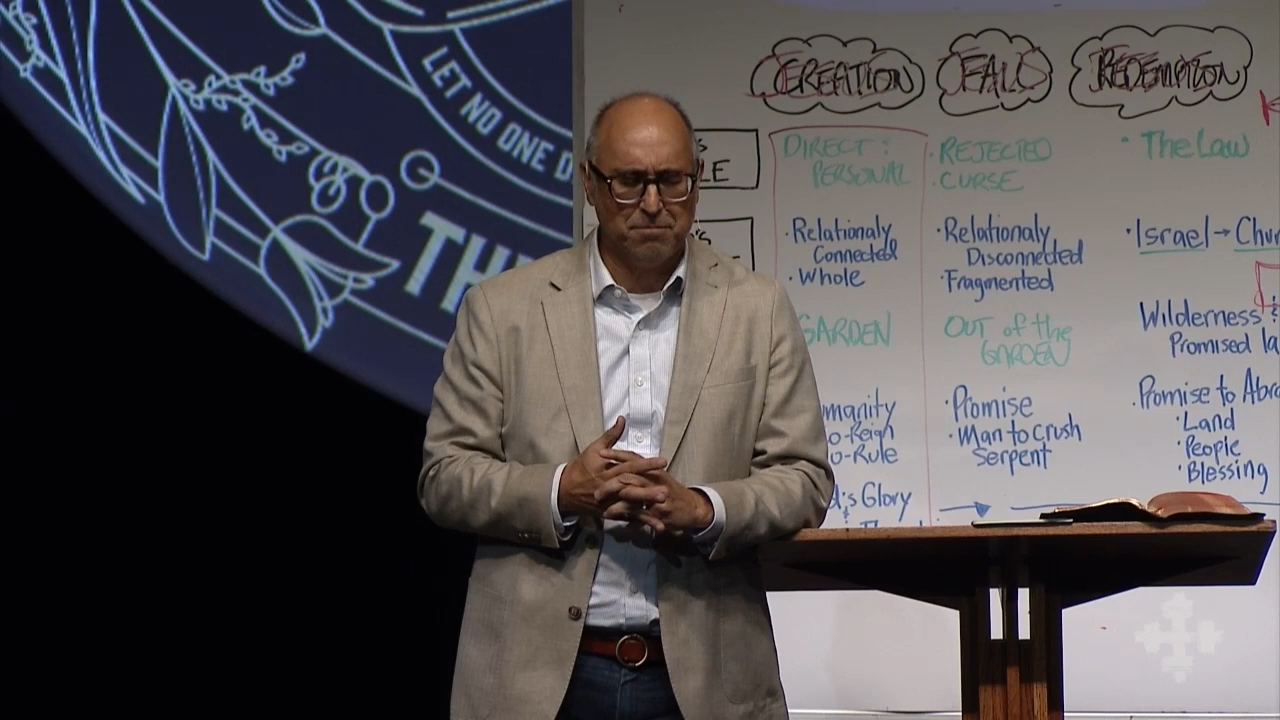 LET NO ONE D
TH
CREATION
FALL
REDEMPTION
LE
DIRECT :
PERSONAL
· REJECTED
· CURSE
· The Law
· Relationaly
Connected
· Whole
· Relationaly
Disconnected
· Fragmented
· Israel → Chur
GARDEN
OUT of the
GARDEN
Wilderness &
Promised la
manity
o-Reign
o-Rule
· Promise
· Man to crush
Serpent
· Promise to Abra
· Land
· People
· Blessing
d's Glory